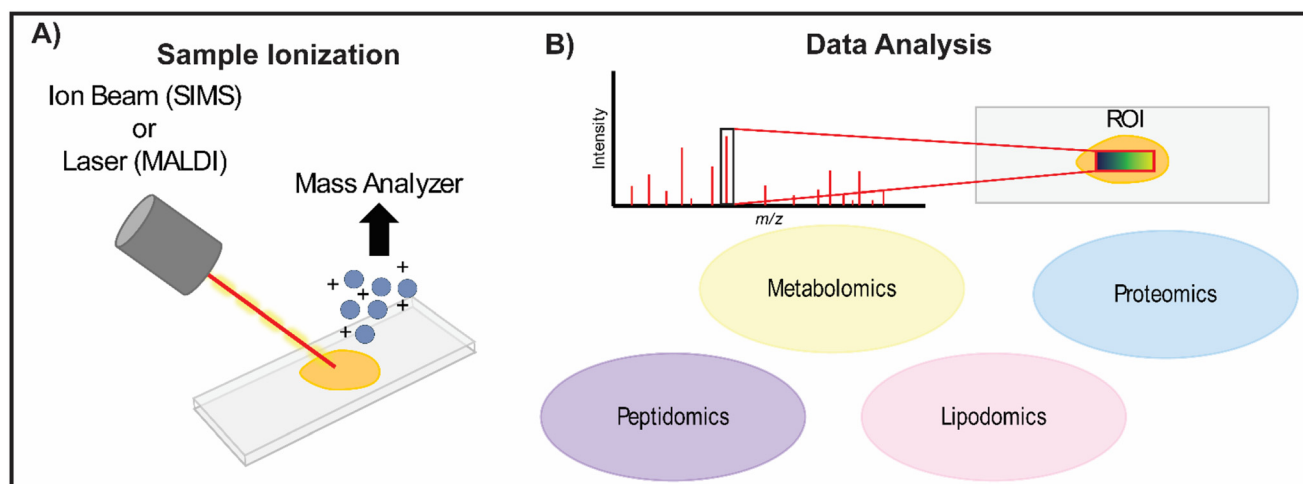 A)
Sample Ionization
Ion Beam (SIMS)
or
Laser (MALDI)
Mass Analyzer
+
+
+
+
+
B)
Data Analysis
Intensity
m/z
ROI
Metabolomics
Proteomics
Peptidomics
Lipodomics